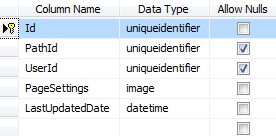 Column Name Data Type Allow Nulls
Id uniqueidentifier
PathId uniqueidentifier
UserId uniqueidentifier
PageSettings image
LastUpdatedDate datetime